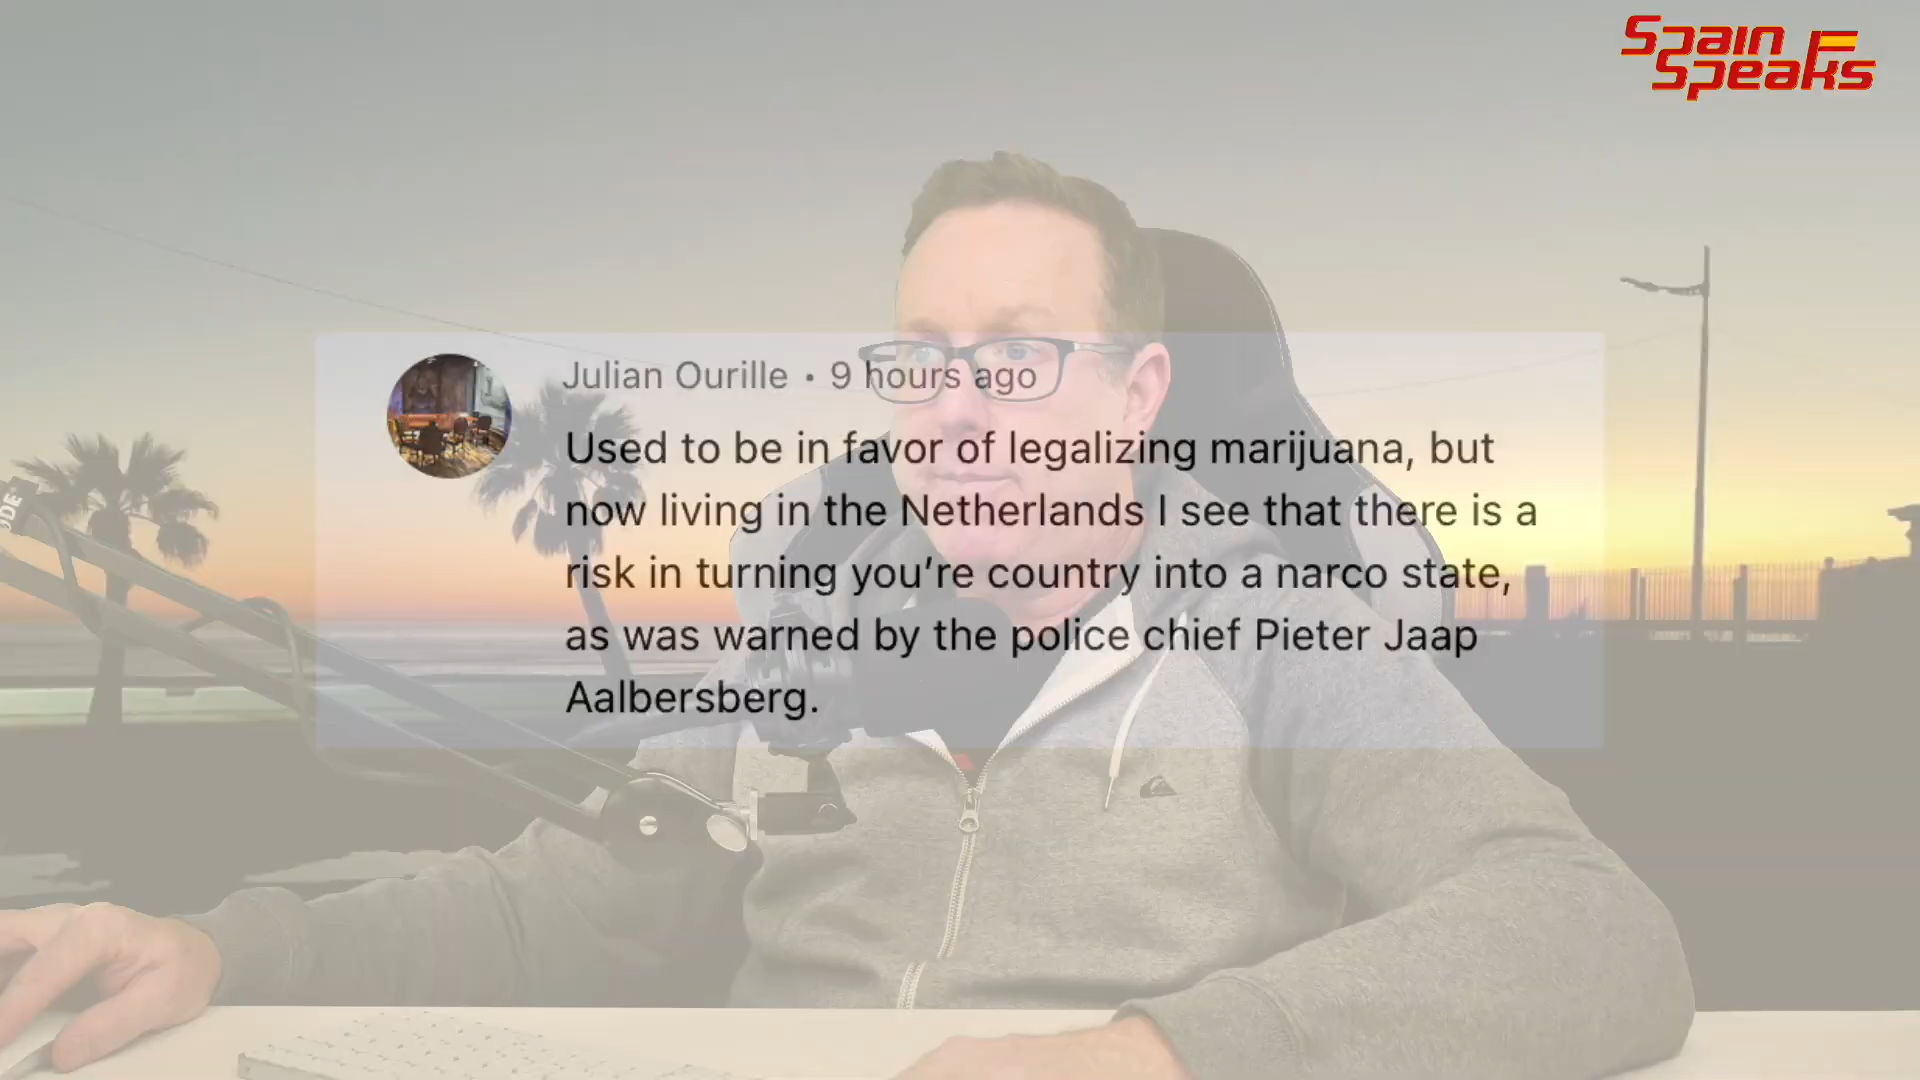 Spain
Speaks
Julian Ourille • 9 hours ago
Used to be in favor of legalizing marijuana, but
now living in the Netherlands I see that there is a
risk in turning you’re country into a narco state,
as was warned by the police chief Pieter Jaap
Aalbersberg.